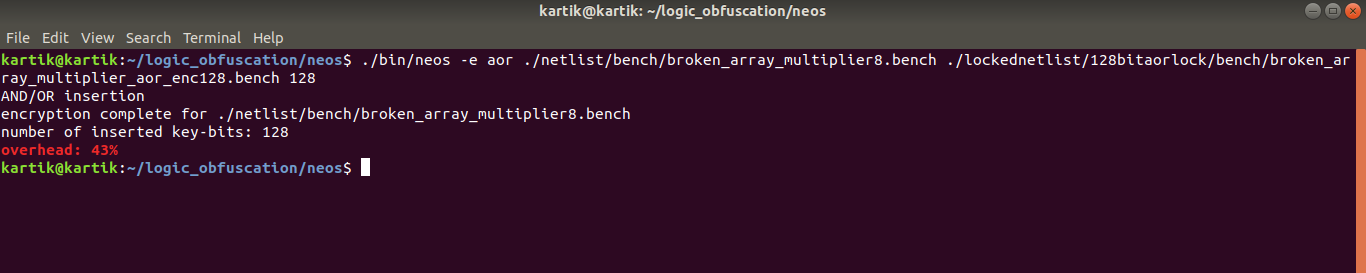 kartik@kartik: ~/logic_obfuscation/neos
File Edit View Search Terminal Help
kartik@kartik:~/logic_obfuscation/neos$ ./bin/neos -e aor ./netlist/bench/broken_array_multiplier8.bench ./lockednetlist/128bitaorlock/bench/broken_ar
ray_multiplier_aor_enc128.bench 128
AND/OR insertion
encryption complete for ./netlist/bench/broken_array_multiplier8.bench
number of inserted key-bits: 128
overhead: 43%
kartik@kartik:~/logic_obfuscation/neos$